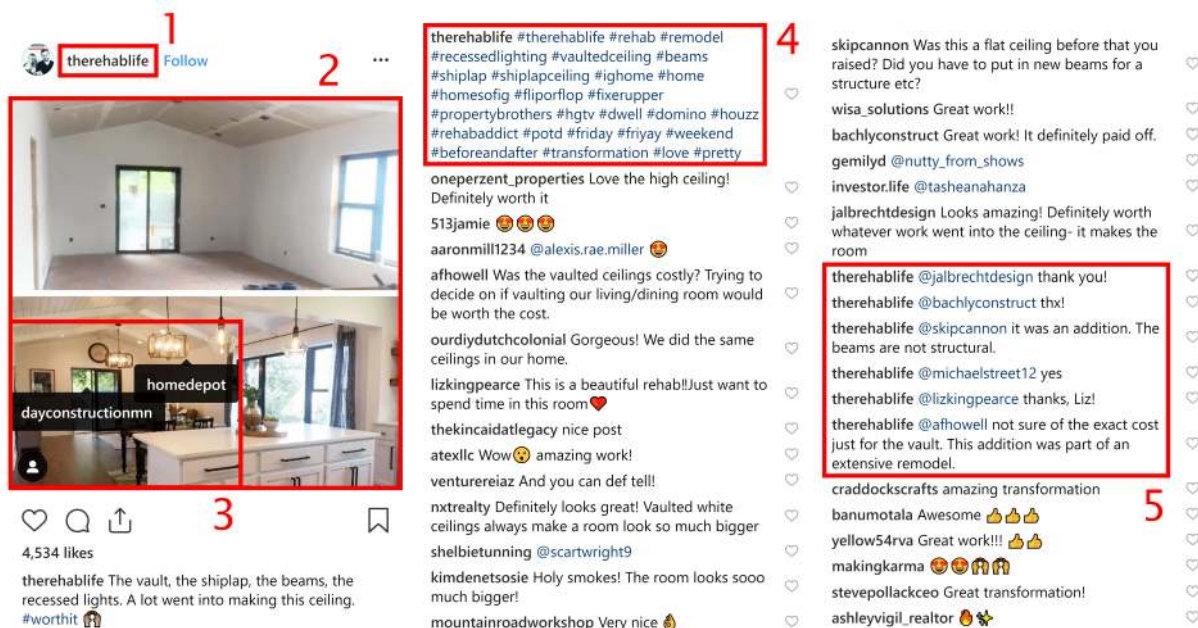 1
therehablife Follow
2
homedepot
dayconstructionmn
3
4,534 likes
therehablife The vault, the shiplap, the beams, the
recessed lights. A lot went into making this ceiling.
#worthit 🙌
therehablife #therehablife #rehab #remodel
#recessedlighting #vaultedceiling #beams
#shiplap #shiplapceiling #ighome #home
#homesofig #fliporflop #fixerupper
#propertybrothers #hgtv #dwell #domino #houzz
#rehabaddict #potd #friday #friyay #weekend
#beforeandafter #transformation #love #pretty
4
oneperzent_properties Love the high ceiling!
Definitely worth it
513jamie 😍😍😍
aaronmill1234 @alexis.rae.miller 😍
afhowell Was the vaulted ceilings costly? Trying to
decide on if vaulting our living/dining room would
be worth the cost.
ourdiydutchcolonial Gorgeous! We did the same
ceilings in our home.
lizkingpearce This is a beautiful rehab!!Just want to
spend time in this room❤
thekincaidatlegacy nice post
atexllc Wow😮 amazing work!
venturereiaz And you can def tell!
nxtrealty Definitely looks great! Vaulted white
ceilings always make a room look so much bigger
shelbietunning @scartwright9
kimdenetsosie Holy smokes! The room looks sooo
much bigger!
mountainroadworkshop Very nice 👌
skipcannon Was this a flat ceiling before that you
raised? Did you have to put in new beams for a
structure etc?
wisa_solutions Great work!!
bachlyconstruct Great work! It definitely paid off.
gemilyd @nutty_from_shows
investor.life @tasheanahanza
jalbrechtdesign Looks amazing! Definitely worth
whatever work went into the ceiling- it makes the
room
therehablife @jalbrechtdesign thank you!
therehablife @bachlyconstruct thx!
therehablife @skipcannon it was an addition. The
beams are not structural.
therehablife @michaelstreet12 yes
therehablife @lizkingpearce thanks, Liz!
therehablife @afhowell not sure of the exact cost
just for the vault. This addition was part of an
extensive remodel.
5
craddockscrafts amazing transformation
banumotala Awesome 👍👍👍
yellow54rva Great work!!! 👍👍
makingkarma 😍😍🙌🙌
stevepollackceo Great transformation!
ashleyvigil_realtor 🔥✨